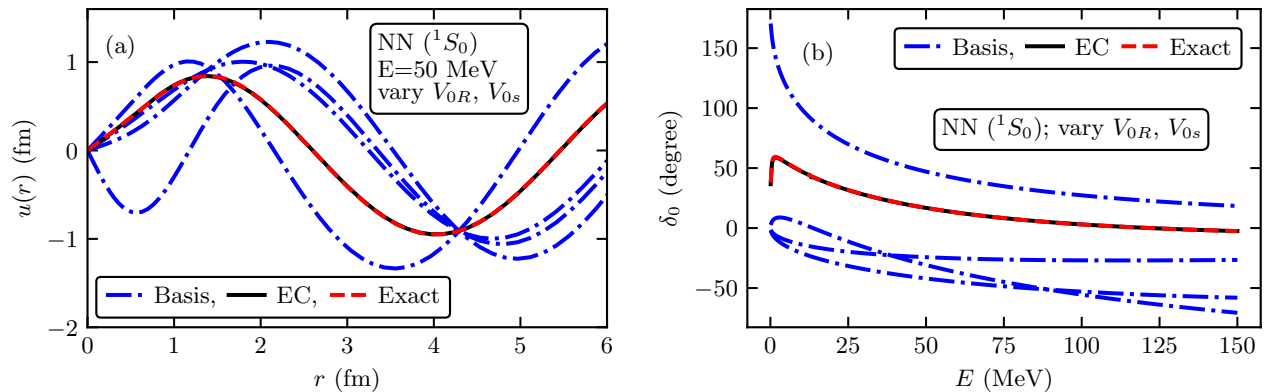 (a)
NN (¹S₀)
E=50 MeV
vary V₀R, V₀s
Basis, EC, Exact
1
0
−1
−2
0 1 2 3 4 5 6
u(r) (fm)
r (fm)
(b)
Basis, EC Exact
NN (¹S₀); vary V₀R, V₀s
150
100
50
0
−50
0 25 50 75 100 125 150
δ₀ (degree)
E (MeV)